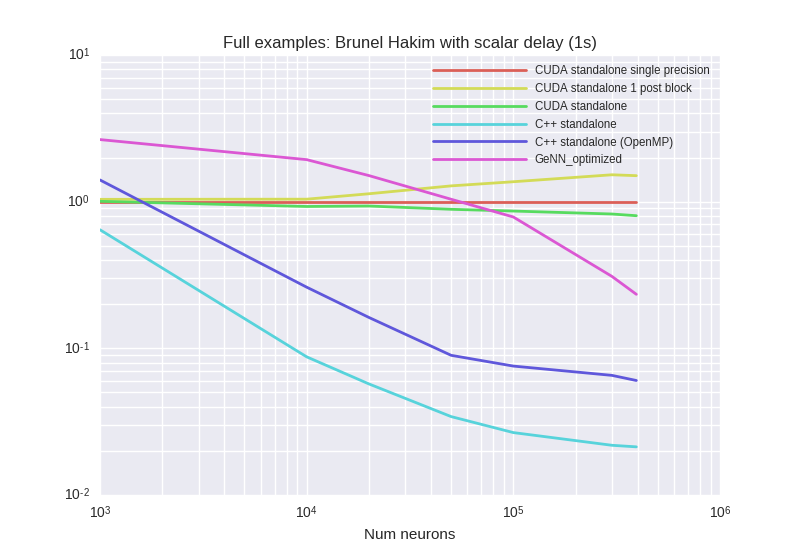 Full examples: Brunel Hakim with scalar delay (1s)
10¹
CUDA standalone single precision
CUDA standalone 1 post block
CUDA standalone
C++ standalone
C++ standalone (OpenMP)
GeNN_optimized
10⁰
10⁻¹
10⁻²
10³ 10⁴ 10⁵ 10⁶
Num neurons